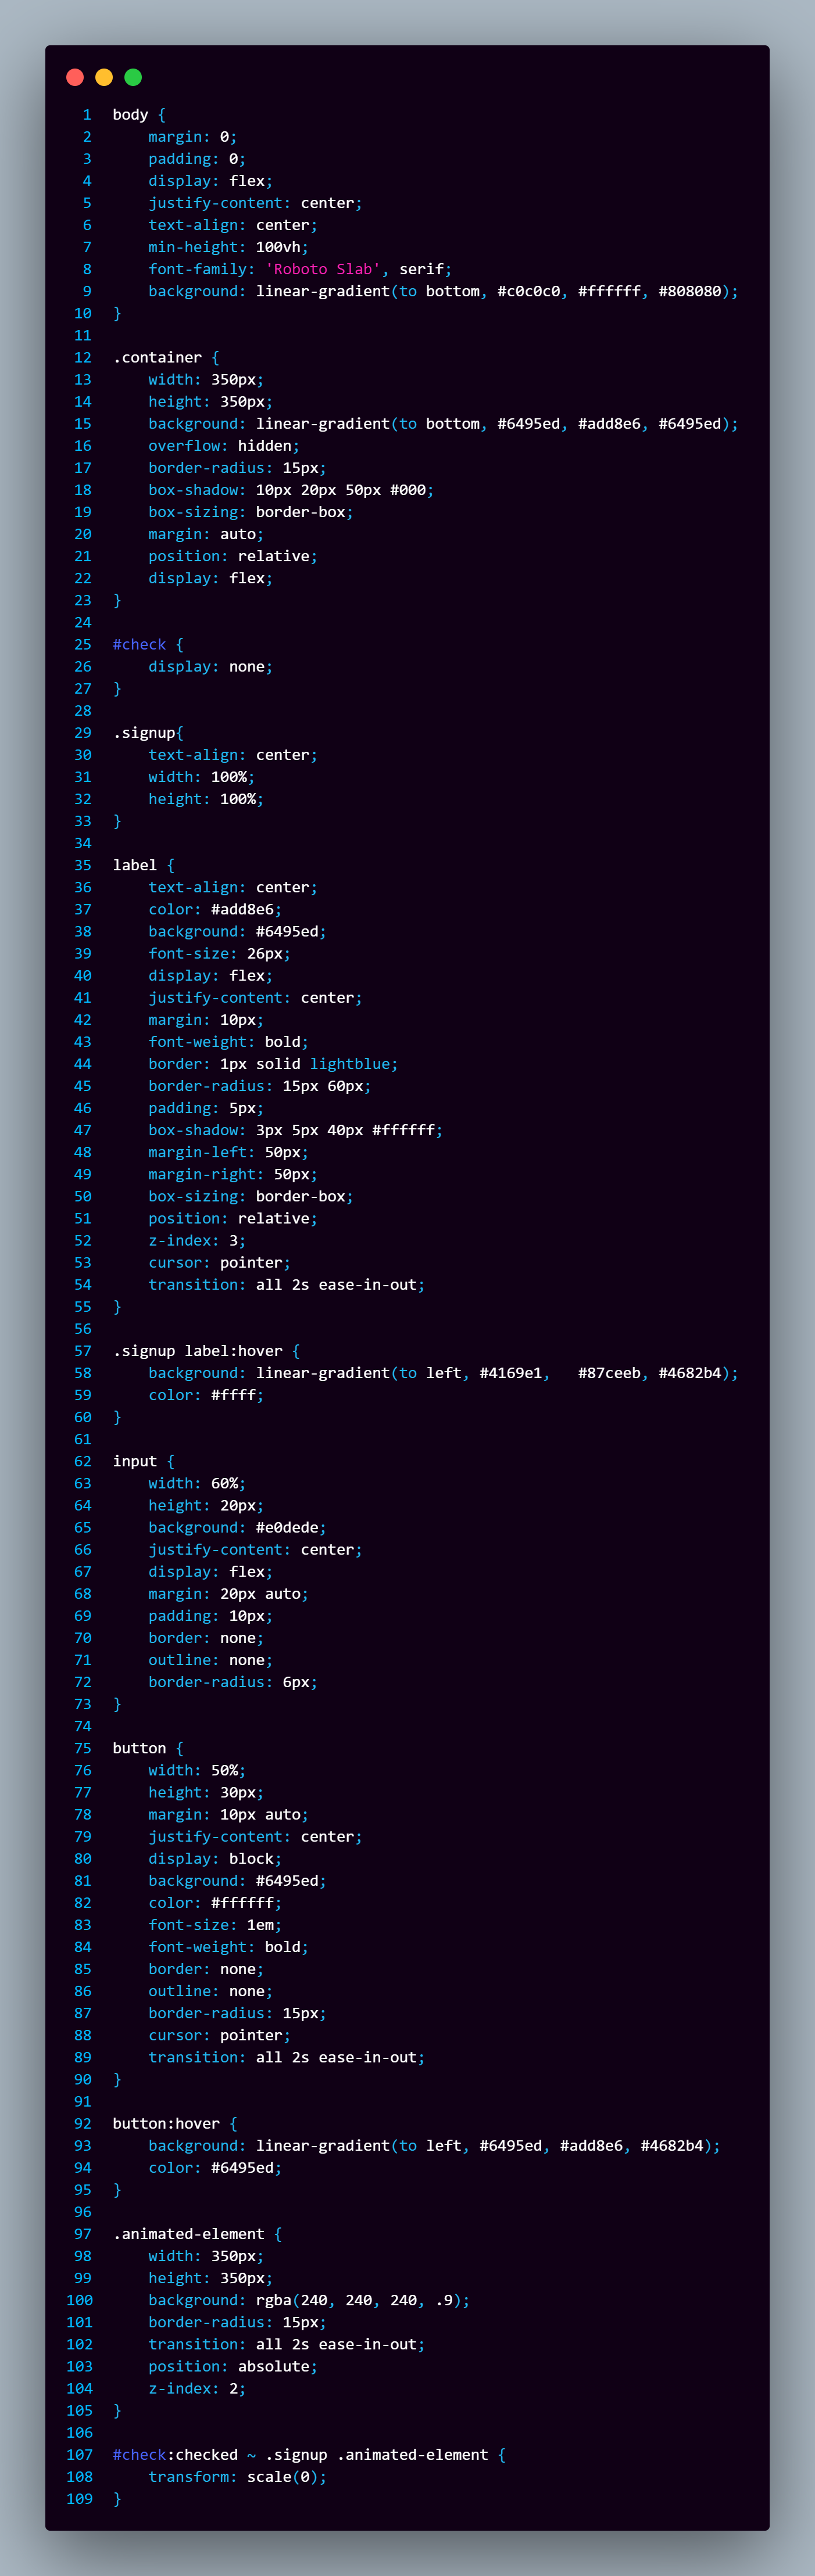 1 body {
2     margin: 0;
3     padding: 0;
4     display: flex;
5     justify-content: center;
6     text-align: center;
7     min-height: 100vh;
8     font-family: 'Roboto Slab', serif;
9     background: linear-gradient(to bottom, #c0c0c0, #ffffff, #808080);
10 }
11
12 .container {
13     width: 350px;
14     height: 350px;
15     background: linear-gradient(to bottom, #6495ed, #add8e6, #6495ed);
16     overflow: hidden;
17     border-radius: 15px;
18     box-shadow: 10px 20px 50px #000;
19     box-sizing: border-box;
20     margin: auto;
21     position: relative;
22     display: flex;
23 }
24
25 #check {
26     display: none;
27 }
28
29 .signup{
30     text-align: center;
31     width: 100%;
32     height: 100%;
33 }
34
35 label {
36     text-align: center;
37     color: #add8e6;
38     background: #6495ed;
39     font-size: 26px;
40     display: flex;
41     justify-content: center;
42     margin: 10px;
43     font-weight: bold;
44     border: 1px solid lightblue;
45     border-radius: 15px 60px;
46     padding: 5px;
47     box-shadow: 3px 5px 40px #ffffff;
48     margin-left: 50px;
49     margin-right: 50px;
50     box-sizing: border-box;
51     position: relative;
52     z-index: 3;
53     cursor: pointer;
54     transition: all 2s ease-in-out;
55 }
56
57 .signup label:hover {
58     background: linear-gradient(to left, #4169e1,   #87ceeb, #4682b4);
59     color: #ffff;
60 }
61
62 input {
63     width: 60%;
64     height: 20px;
65     background: #e0dede;
66     justify-content: center;
67     display: flex;
68     margin: 20px auto;
69     padding: 10px;
70     border: none;
71     outline: none;
72     border-radius: 6px;
73 }
74
75 button {
76     width: 50%;
77     height: 30px;
78     margin: 10px auto;
79     justify-content: center;
80     display: block;
81     background: #6495ed;
82     color: #ffffff;
83     font-size: 1em;
84     font-weight: bold;
85     border: none;
86     outline: none;
87     border-radius: 15px;
88     cursor: pointer;
89     transition: all 2s ease-in-out;
90 }
91
92 button:hover {
93     background: linear-gradient(to left, #6495ed, #add8e6, #4682b4);
94     color: #6495ed;
95 }
96
97 .animated-element {
98     width: 350px;
99     height: 350px;
100     background: rgba(240, 240, 240, .9);
101     border-radius: 15px;
102     transition: all 2s ease-in-out;
103     position: absolute;
104     z-index: 2;
105 }
106
107 #check:checked ~ .signup .animated-element {
108     transform: scale(0);
109 }